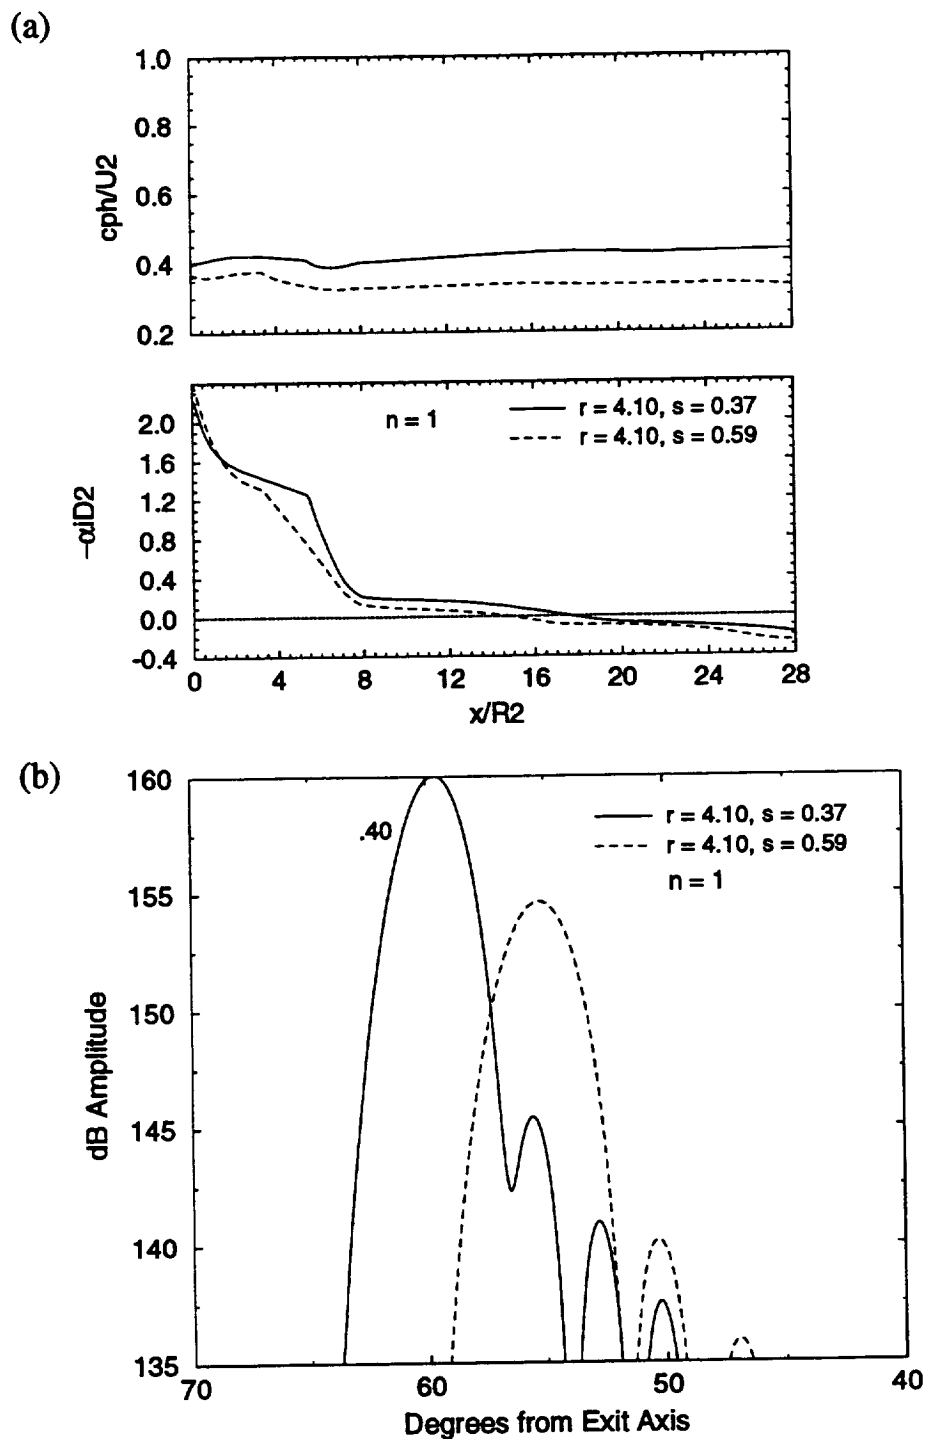 (a)
1.0
0.8
0.6
0.4
0.2
cph/U2
n = 1
r = 4.10, s = 0.37
r = 4.10, s = 0.59
2.0
1.6
1.2
0.8
0.4
0.0
-0.4
−αiD2
0 4 8 12 16 20 24 28
x/R2
(b)
160
155
150
145
140
135
dB Amplitude
.40
r = 4.10, s = 0.37
r = 4.10, s = 0.59
n = 1
70 60 50 40
Degrees from Exit Axis